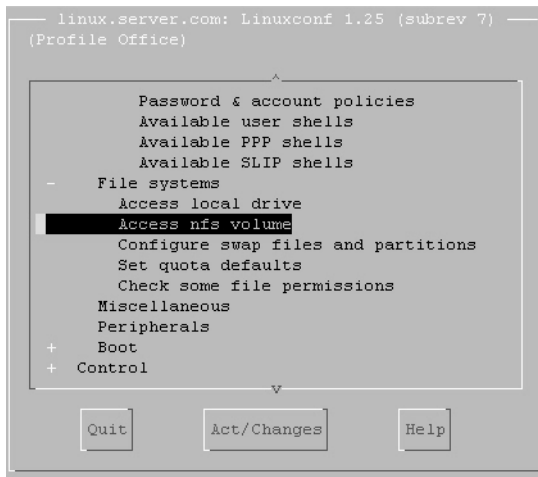 linux.server.com: Linuxconf 1.25 (subrev 7)
(Profile Office)
Password & account policies
Available user shells
Available PPP shells
Available SLIP shells
- File systems
Access local drive
Access nfs volume
Configure swap files and partitions
Set quota defaults
Check some file permissions
Miscellaneous
Peripherals
+ Boot
+ Control
Quit Act/Changes Help